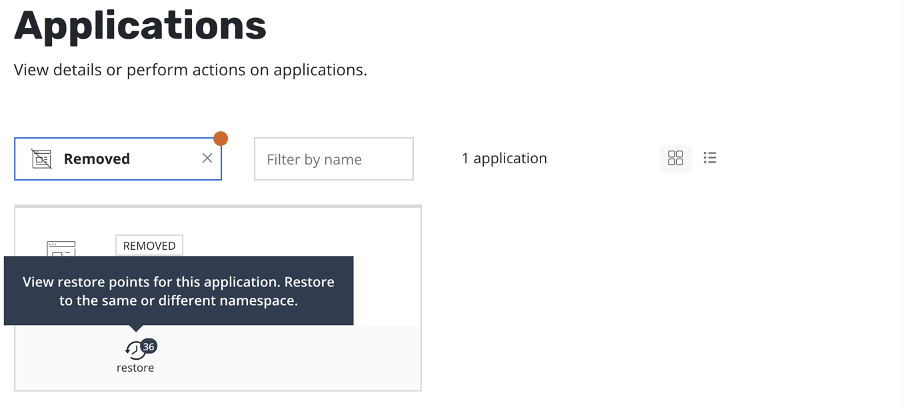 Applications
View details or perform actions on applications.
Removed
Filter by name
1 application
REMOVED
View restore points for this application. Restore
to the same or different namespace.
36
restore